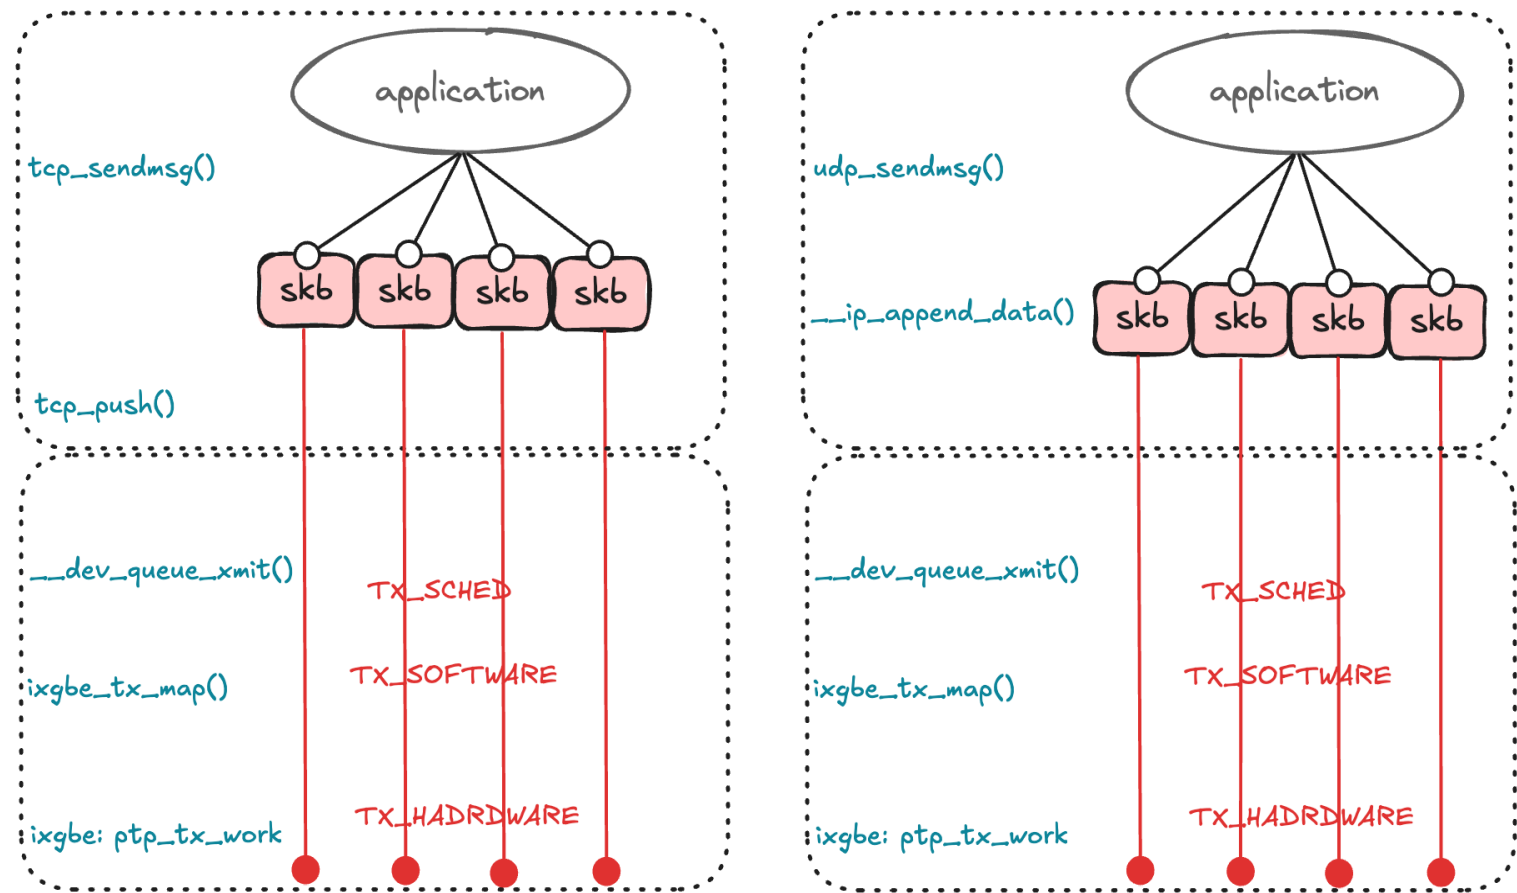 application
tcp_sendmsg()
skb skb skb skb
tcp_push()
__dev_queue_xmit()
TX_SCHED
TX_SOFTWARE
ixgbe_tx_map()
TX_HADRDWARE
ixgbe: ptp_tx_work
application
udp_sendmsg()
__ip_append_data()
skb skb skb skb
__dev_queue_xmit()
TX_SCHED
TX_SOFTWARE
ixgbe_tx_map()
TX_HADRDWARE
ixgbe: ptp_tx_work